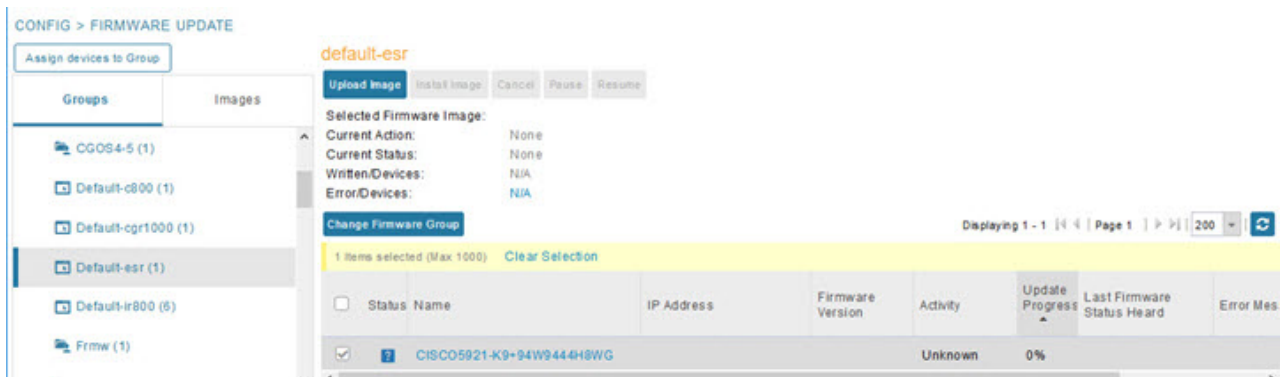 CONFIG > FIRMWARE UPDATE
Assign devices to Group
Groups Images
CGOS4-5 (1)
Default-c800 (1)
Default-cgr1000 (1)
Default-esr (1)
Default-ir800 (6)
Frmw (1)
default-esr
Upload Image Install Image Cancel Pause Resume
Selected Firmware Image:
Current Action: None
Current Status: None
Written/Devices: N/A
Error/Devices: N/A
Change Firmware Group
Displaying 1 - 1 | Page 1 | 200
1 Items selected (Max 1000) Clear Selection
Status Name IP Address Firmware Version Activity Update Progress Last Firmware Status Heard Error Mes
? CISCO5921-K9+94W9444H8WG Unknown 0%